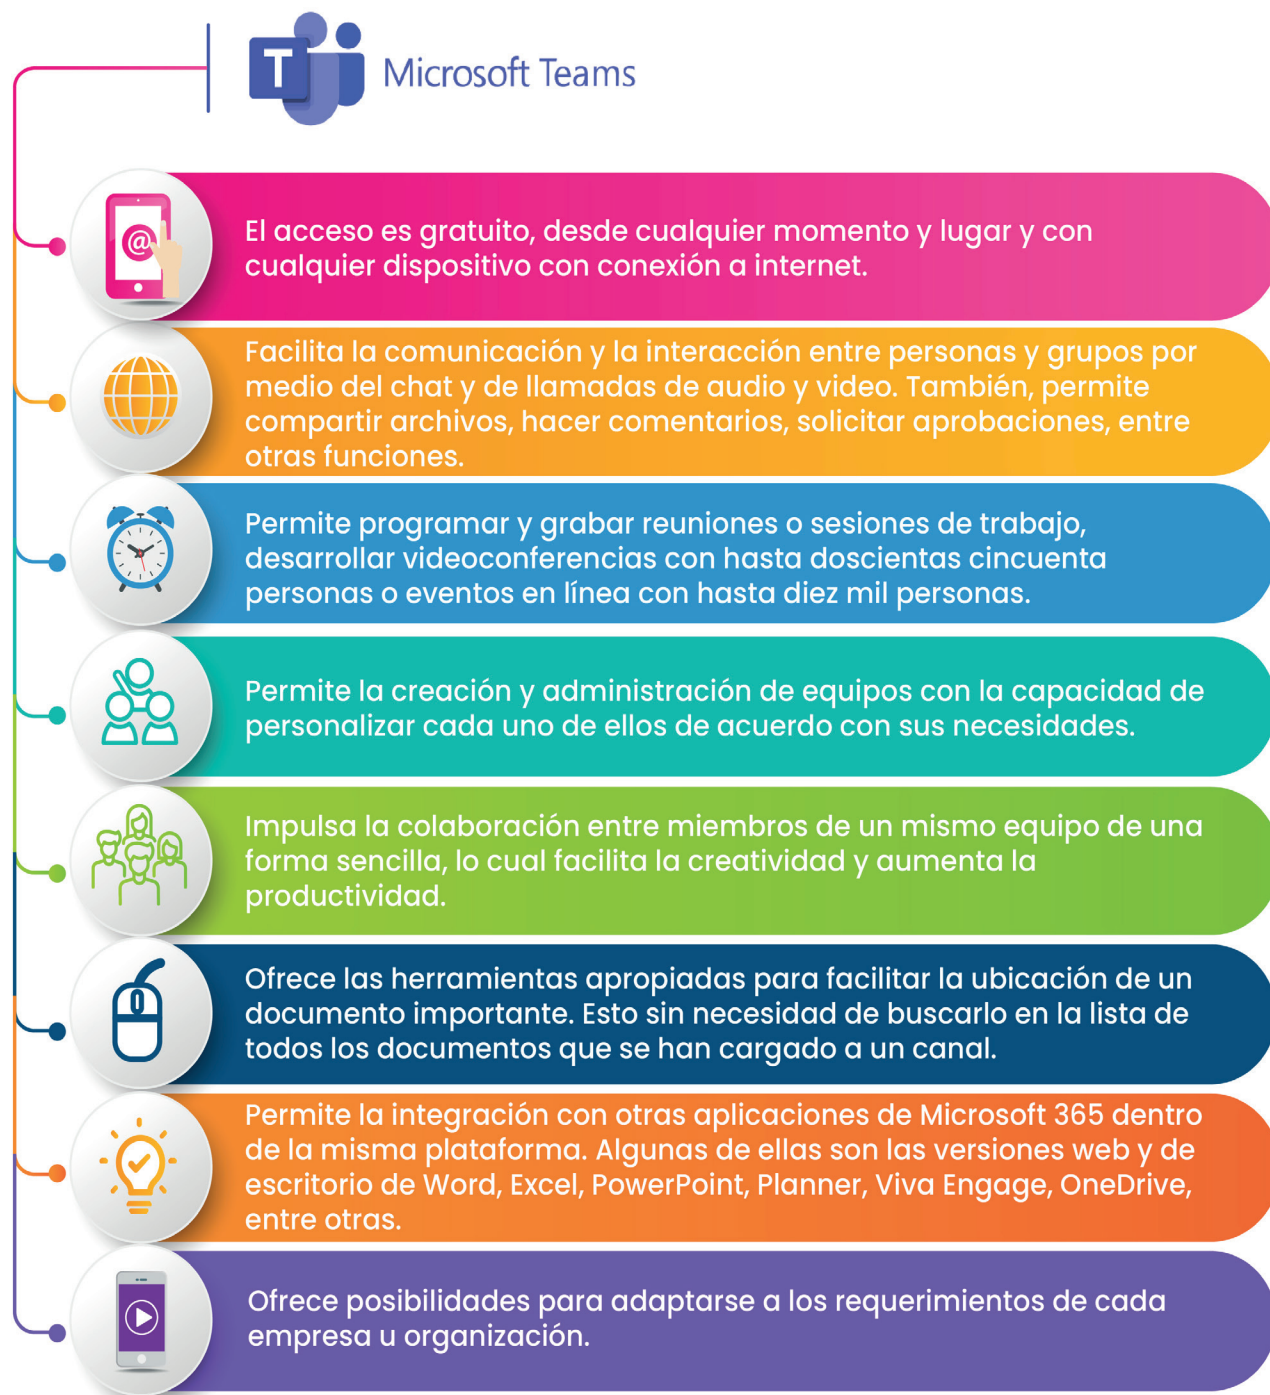 T
Microsoft Teams
@
El acceso es gratuito, desde cualquier momento y lugar y con
cualquier dispositivo con conexión a internet.
Facilita la comunicación y la interacción entre personas y grupos por
medio del chat y de llamadas de audio y video. También, permite
compartir archivos, hacer comentarios, solicitar aprobaciones, entre
otras funciones.
Permite programar y grabar reuniones o sesiones de trabajo,
desarrollar videoconferencias con hasta doscientas cincuenta
personas o eventos en línea con hasta diez mil personas.
Permite la creación y administración de equipos con la capacidad de
personalizar cada uno de ellos de acuerdo con sus necesidades.
Impulsa la colaboración entre miembros de un mismo equipo de una
forma sencilla, lo cual facilita la creatividad y aumenta la
productividad.
Ofrece las herramientas apropiadas para facilitar la ubicación de un
documento importante. Esto sin necesidad de buscarlo en la lista de
todos los documentos que se han cargado a un canal.
Permite la integración con otras aplicaciones de Microsoft 365 dentro
de la misma plataforma. Algunas de ellas son las versiones web y de
escritorio de Word, Excel, PowerPoint, Planner, Viva Engage, OneDrive,
entre otras.
Ofrece posibilidades para adaptarse a los requerimientos de cada
empresa u organización.